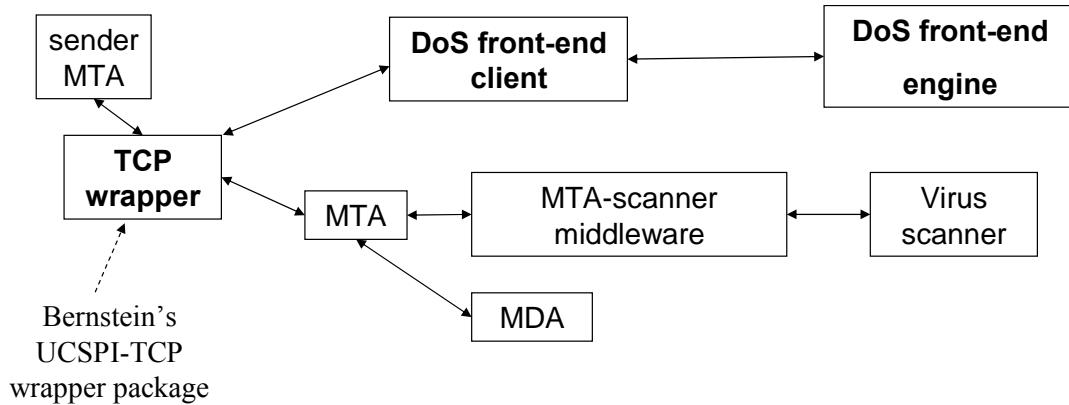 sender
MTA
DoS front-end
client
DoS front-end
engine
TCP
wrapper
MTA
MTA-scanner
middleware
Virus
scanner
MDA
Bernstein’s
UCSPI-TCP
wrapper package